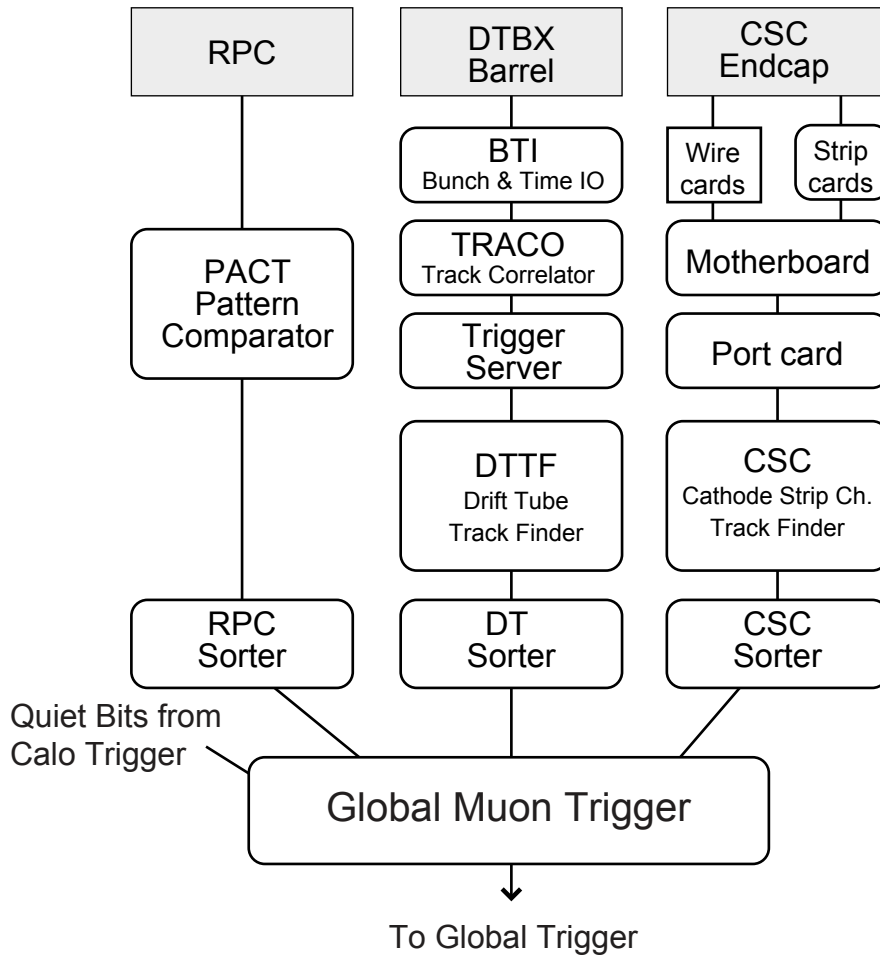 RPC
DTBX
Barrel
CSC
Endcap
BTI
Bunch & Time IO
Wire
cards
Strip
cards
TRACO
Track Correlator
Motherboard
PACT
Pattern
Comparator
Trigger
Server
Port card
DTTF
Drift Tube
Track Finder
CSC
Cathode Strip Ch.
Track Finder
RPC
Sorter
DT
Sorter
CSC
Sorter
Quiet Bits from
Calo Trigger
Global Muon Trigger
To Global Trigger